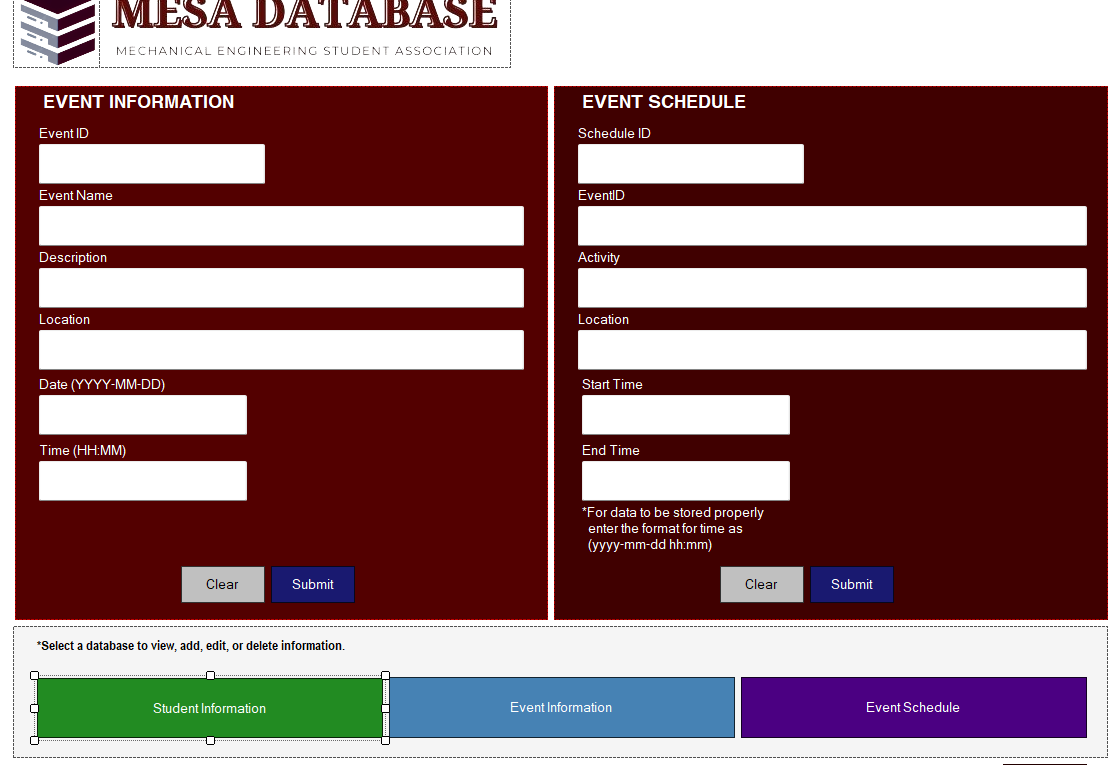 MESA DATABASE
MECHANICAL ENGINEERING STUDENT ASSOCIATION
EVENT INFORMATION
Event ID
Event Name
Description
Location
Date (YYYY-MM-DD)
Time (HH:MM)
Clear
Submit
EVENT SCHEDULE
Schedule ID
EventID
Activity
Location
Start Time
End Time
*For data to be stored properly
enter the format for time as
(yyyy-mm-dd hh:mm)
Clear
Submit
*Select a database to view, add, edit, or delete information.
Student Information
Event Information
Event Schedule